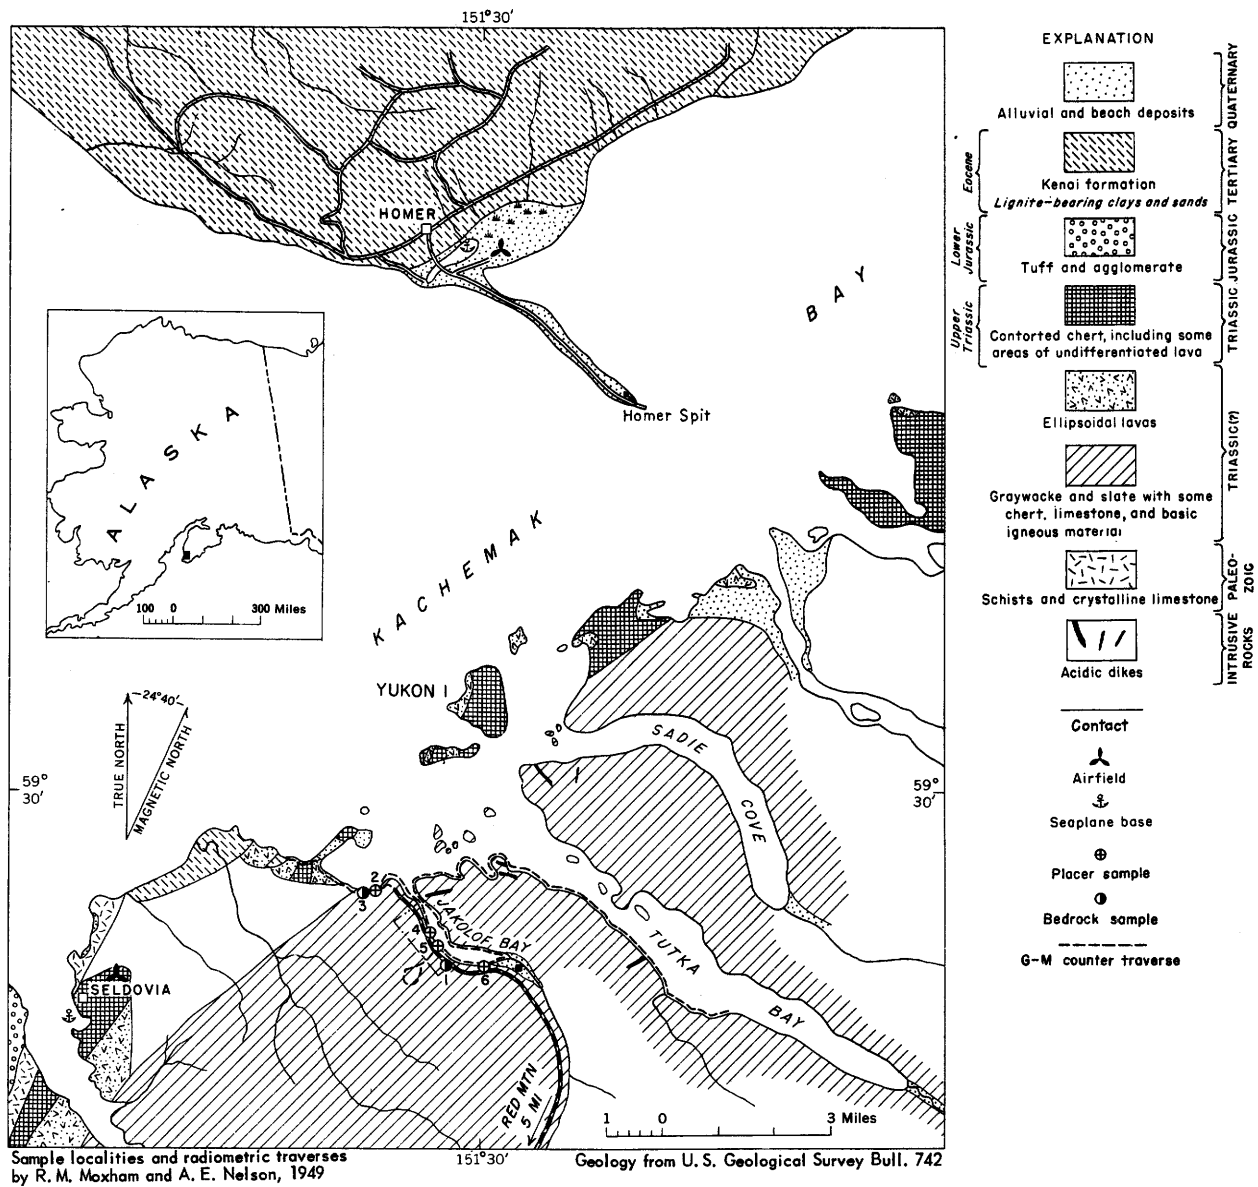 151°30'
HOMER
BAY
Homer Spit
ALASKA
100 0 300 Miles
KACHEMAK
YUKON I
24°40'
TRUE NORTH
MAGNETIC NORTH
59°
30'
59°
30'
SADIE
COVE
2
3
JAKOLOF BAY
4
5
1
6
TUTKA
BAY
SELDOVIA
RED MTN
5 MI
1 0 3 Miles
151°30'
Sample localities and radiometric traverses
by R. M. Moxham and A. E. Nelson, 1949
Geology from U. S. Geological Survey Bull. 742
EXPLANATION
Alluvial and beach deposits
QUATERNARY
Eocene
Kenai formation
Lignite-bearing clays and sands
TERTIARY
Lower
Jurassic
Tuff and agglomerate
JURASSIC
Upper
Triassic
Contorted chert, including some
areas of undifferentiated lava
TRIASSIC
Ellipsoidal lavas
Graywacke and slate with some
chert, limestone, and basic
igneous material
TRIASSIC(?)
Schists and crystalline limestone
PALEO-
ZOIC
Acidic dikes
INTRUSIVE
ROCKS
Contact
Airfield
Seaplane base
Placer sample
Bedrock sample
G-M counter traverse